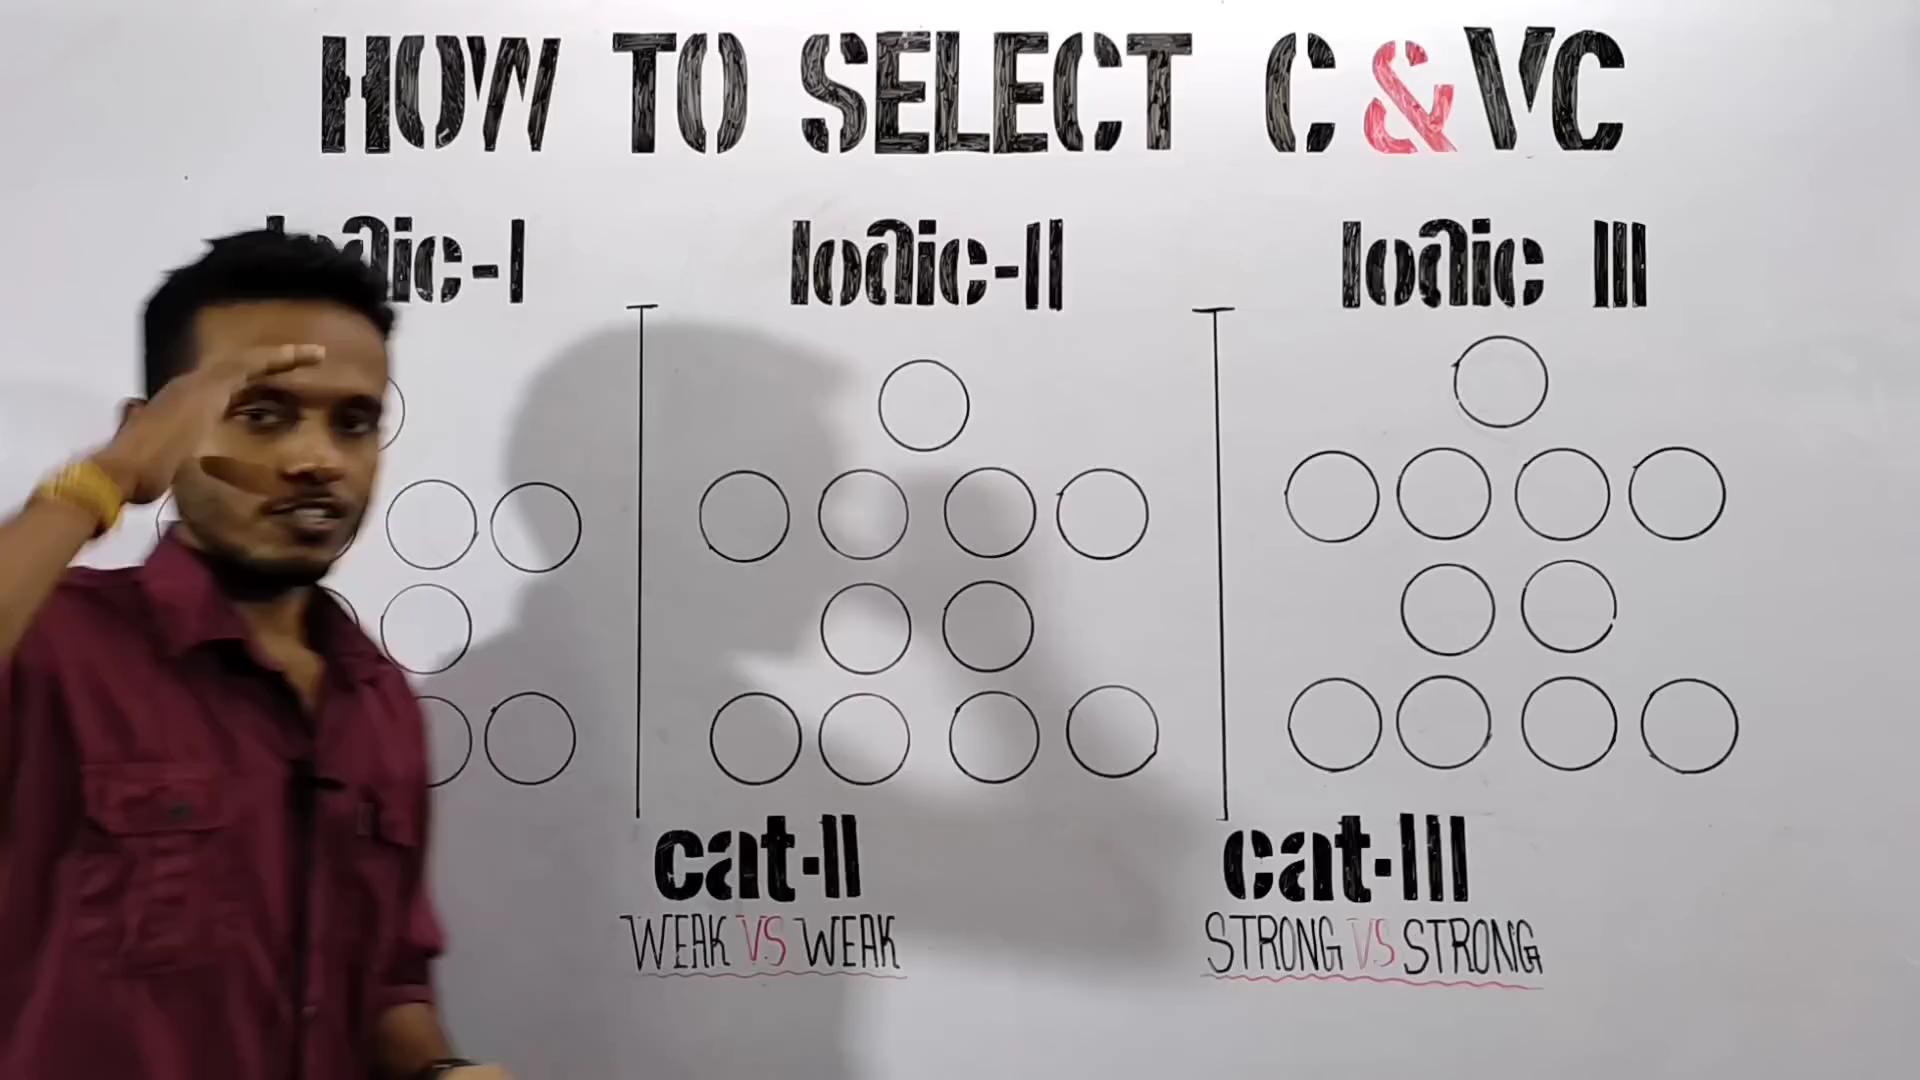 HOW TO SELECT C & VC
logic-I
logic-II
logic III
cat-II
WEAK VS WEAK
cat-III
STRONG VS STRONG